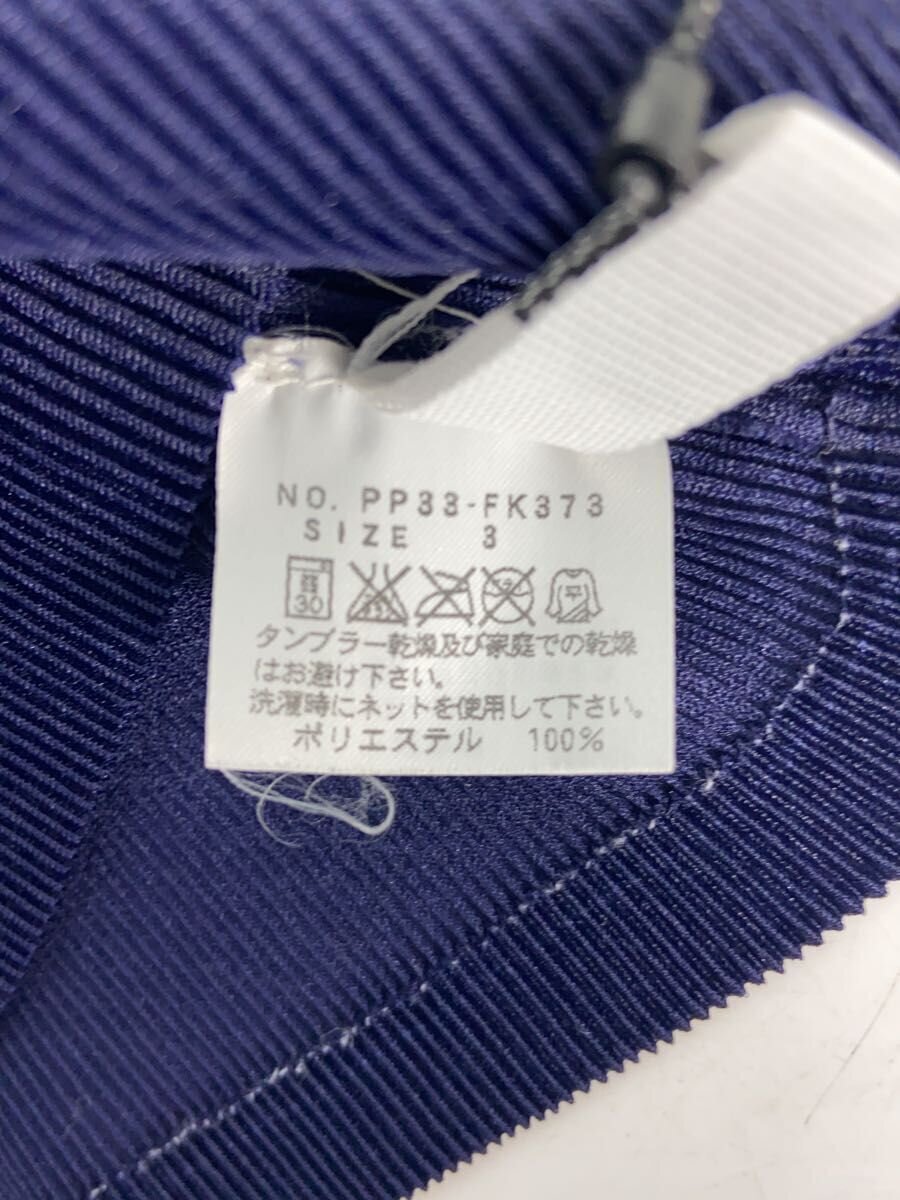 NO. PP33-FK373
SIZE 3
30
タンブラー乾燥及び家庭での乾燥
はお避け下さい。
洗濯時にネットを使用して下さい。
ポリエステル 100%